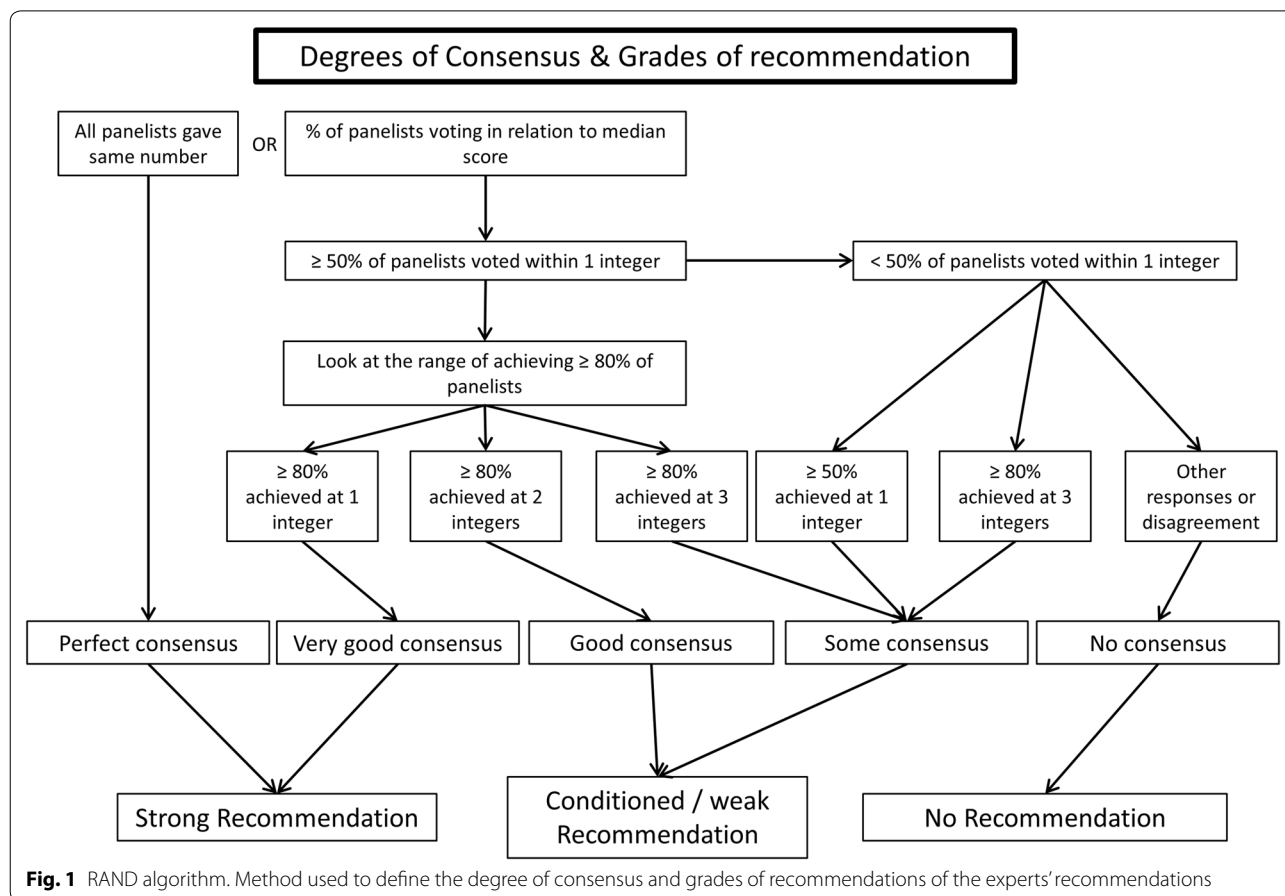 Degrees of Consensus & Grades of recommendation
All panelists gave
same number
OR
% of panelists voting in relation to median
score
≥ 50% of panelists voted within 1 integer
< 50% of panelists voted within 1 integer
Look at the range of achieving ≥ 80% of
panelists
≥ 80%
achieved at 1
integer
≥ 80%
achieved at 2
integers
≥ 80%
achieved at 3
integers
≥ 50%
achieved at 1
integer
≥ 80%
achieved at 3
integers
Other
responses or
disagreement
Perfect consensus
Very good consensus
Good consensus
Some consensus
No consensus
Strong Recommendation
Conditioned / weak
Recommendation
No Recommendation
Fig. 1 RAND algorithm. Method used to define the degree of consensus and grades of recommendations of the experts’ recommendations